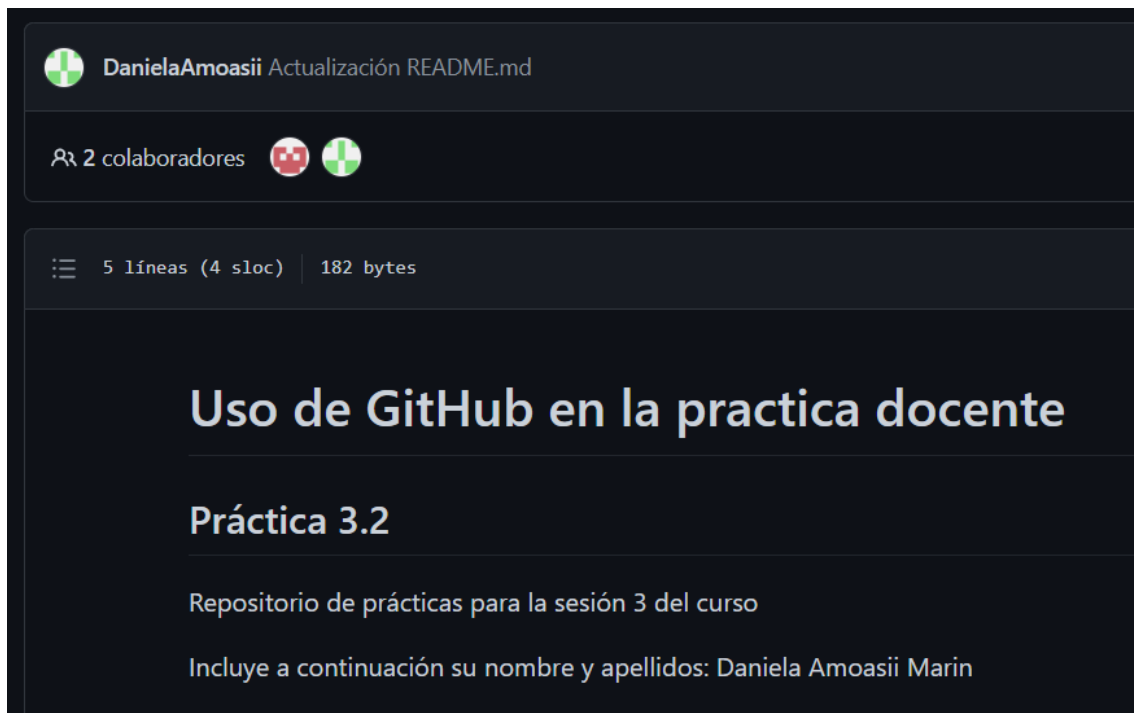 DanielaAmoasii Actualización README.md
2 colaboradores
5 líneas (4 sloc) 182 bytes
Uso de GitHub en la practica docente
Práctica 3.2
Repositorio de prácticas para la sesión 3 del curso
Incluye a continuación su nombre y apellidos: Daniela Amoasii Marin